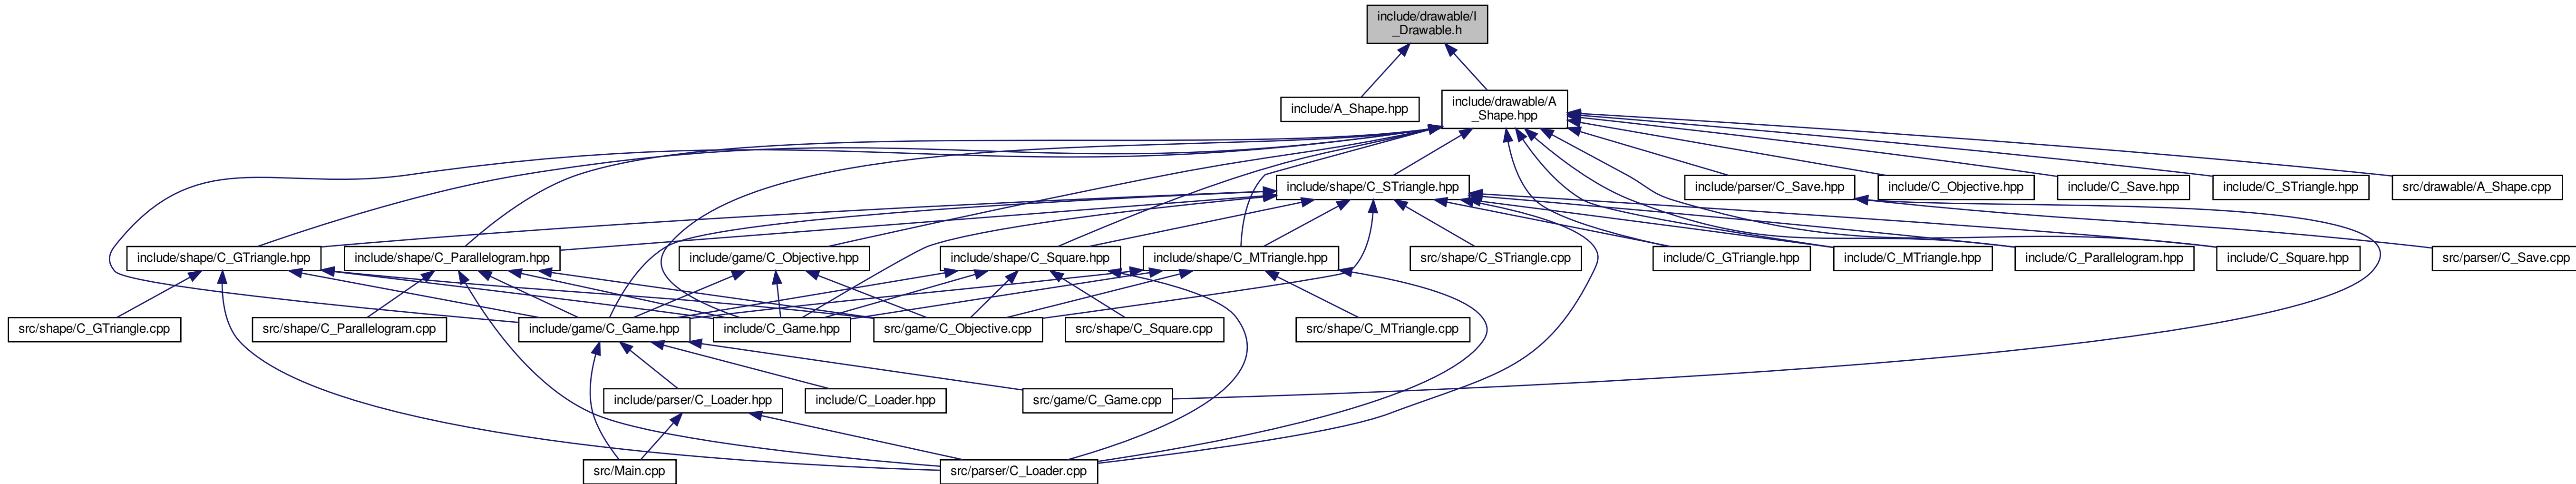 include/drawable/I
_Drawable.h
include/A_Shape.hpp
include/drawable/A
_Shape.hpp
include/shape/C_STriangle.hpp
include/parser/C_Save.hpp
include/C_Objective.hpp
include/C_Save.hpp
include/C_STriangle.hpp
src/drawable/A_Shape.cpp
include/shape/C_GTriangle.hpp
include/shape/C_Parallelogram.hpp
include/game/C_Objective.hpp
include/shape/C_Square.hpp
include/shape/C_MTriangle.hpp
src/shape/C_STriangle.cpp
include/C_GTriangle.hpp
include/C_MTriangle.hpp
include/C_Parallelogram.hpp
include/C_Square.hpp
src/parser/C_Save.cpp
src/shape/C_GTriangle.cpp
src/shape/C_Parallelogram.cpp
include/game/C_Game.hpp
include/C_Game.hpp
src/game/C_Objective.cpp
src/shape/C_Square.cpp
src/shape/C_MTriangle.cpp
include/parser/C_Loader.hpp
include/C_Loader.hpp
src/game/C_Game.cpp
src/Main.cpp
src/parser/C_Loader.cpp